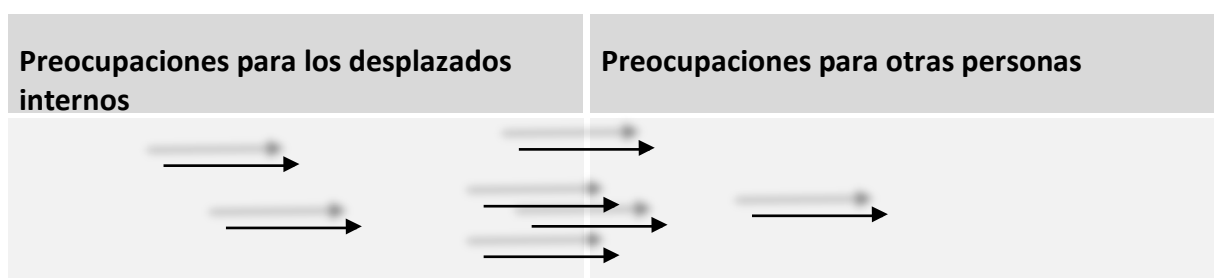 Preocupaciones para los desplazados
internos
Preocupaciones para otras personas